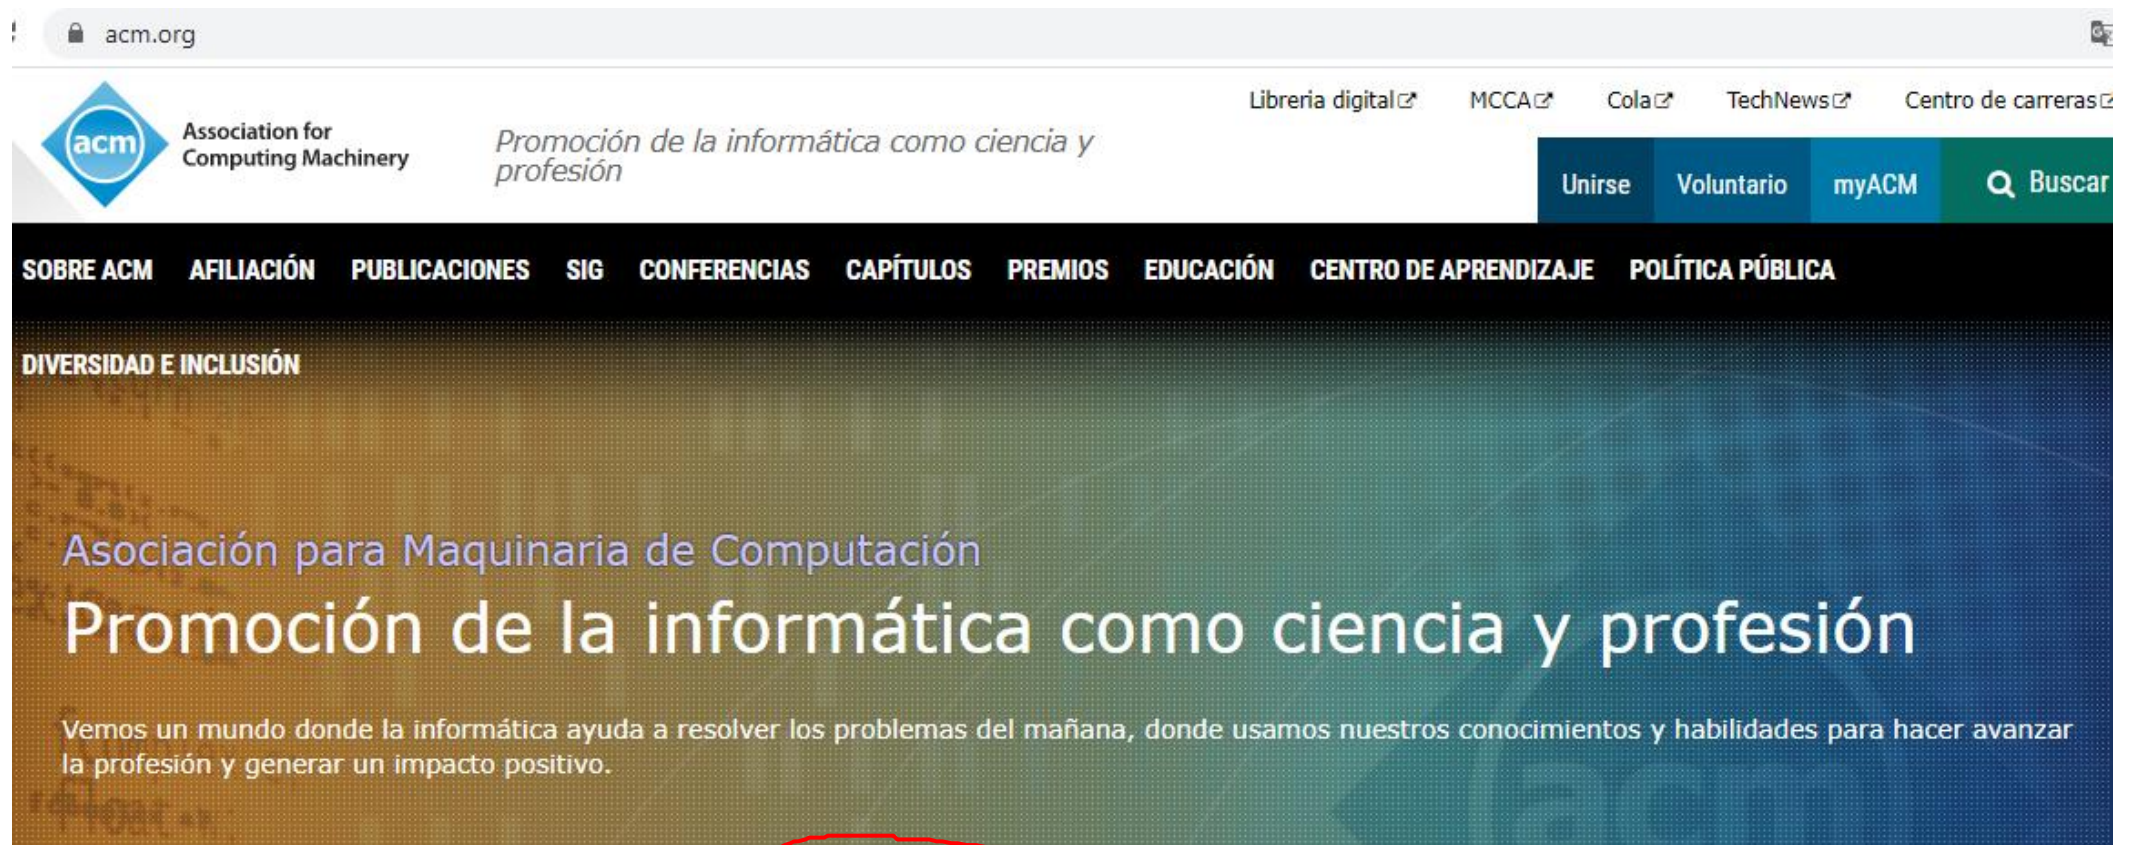 acm.org
Libreria digital
MCCA
Cola
TechNews
Centro de carreras
acm
Association for
Computing Machinery
Promoción de la informática como ciencia y
profesión
Unirse
Voluntario
myACM
Buscar
SOBRE ACM AFILIACIÓN PUBLICACIONES SIG CONFERENCIAS CAPÍTULOS PREMIOS EDUCACIÓN CENTRO DE APRENDIZAJE POLÍTICA PÚBLICA
DIVERSIDAD E INCLUSIÓN
Asociación para Maquinaria de Computación
Promoción de la informática como ciencia y profesión
Vemos un mundo donde la informática ayuda a resolver los problemas del mañana, donde usamos nuestros conocimientos y habilidades para hacer avanzar
la profesión y generar un impacto positivo.
acm